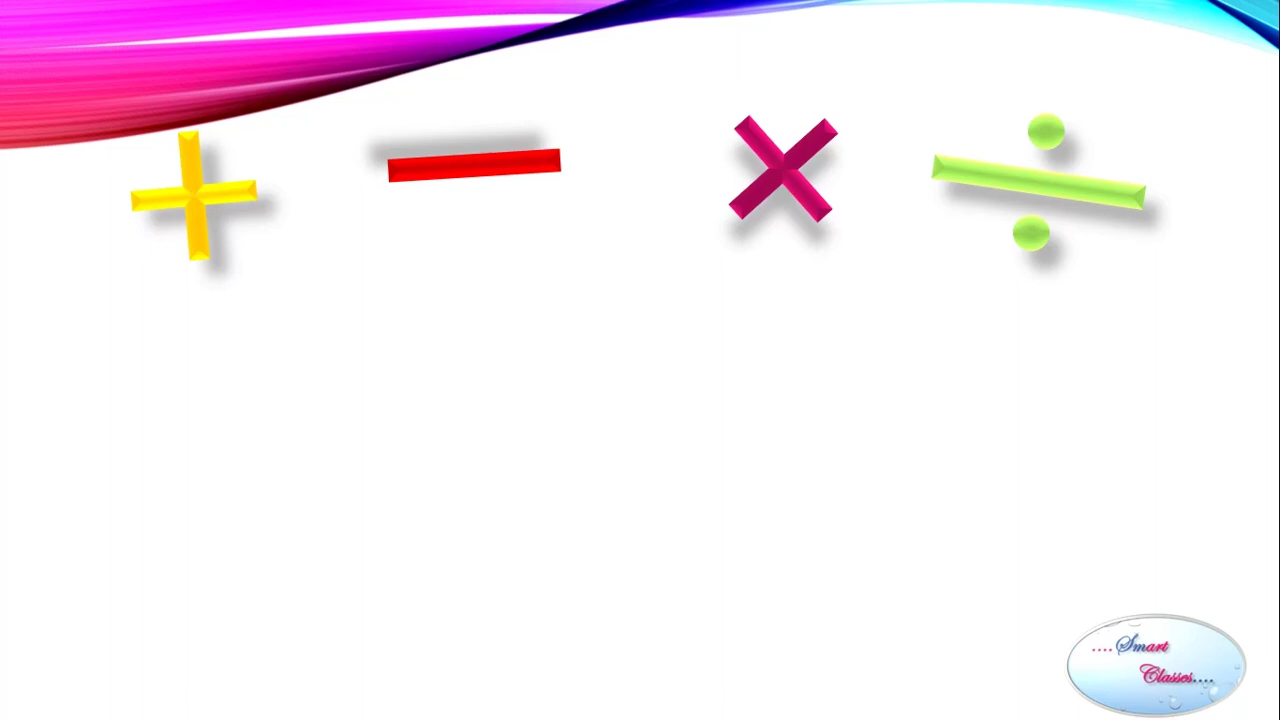 + − × ÷
....Smart
Classes....